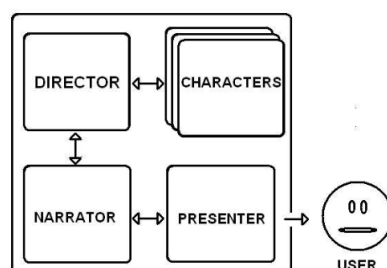 DIRECTOR
CHARACTERS
NARRATOR
PRESENTER
USER